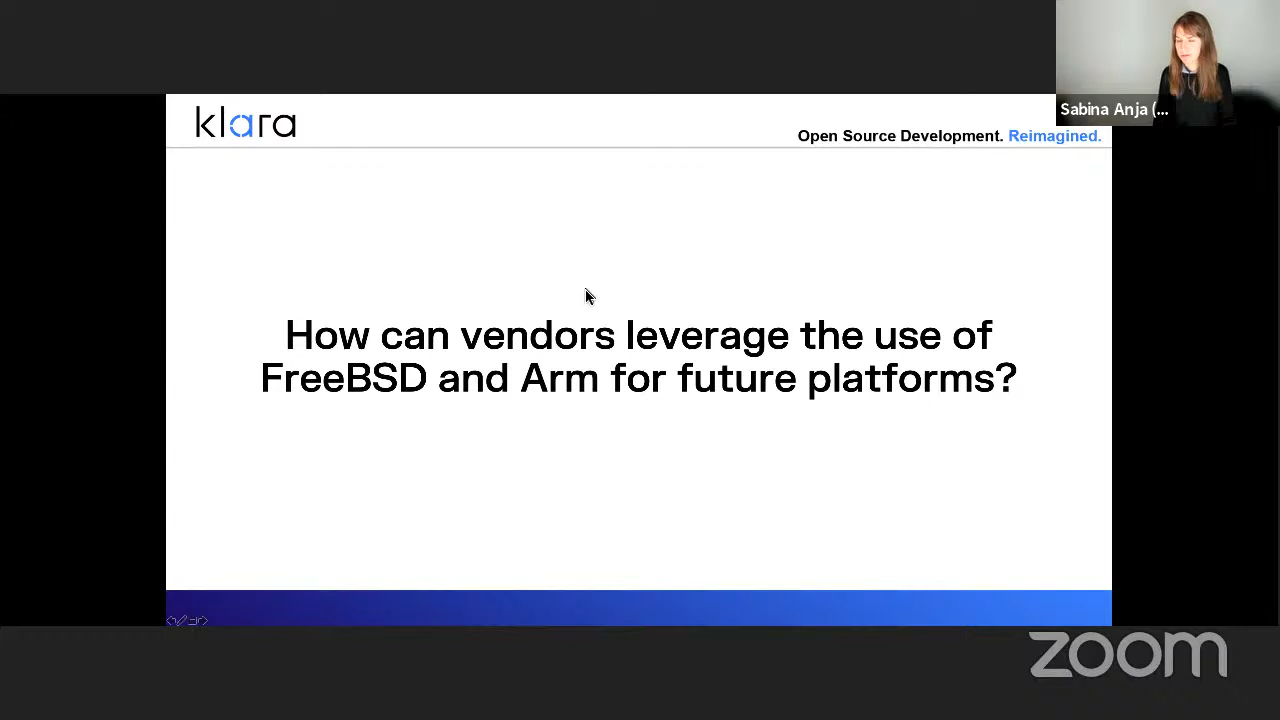 Sabina Anja (...
klara
Open Source Development. Reimagined.
How can vendors leverage the use of
FreeBSD and Arm for future platforms?
zoom